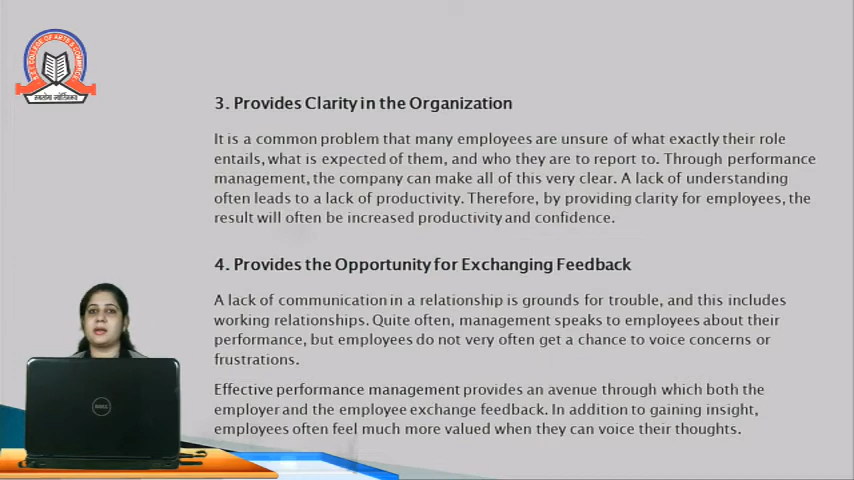 COLLEGE OF ARTS & COMMERCE
3. Provides Clarity in the Organization
It is a common problem that many employees are unsure of what exactly their role
entails, what is expected of them, and who they are to report to. Through performance
management, the company can make all of this very clear. A lack of understanding
often leads to a lack of productivity. Therefore, by providing clarity for employees, the
result will often be increased productivity and confidence.
4. Provides the Opportunity for Exchanging Feedback
A lack of communication in a relationship is grounds for trouble, and this includes
working relationships. Quite often, management speaks to employees about their
performance, but employees do not very often get a chance to voice concerns or
frustrations.
Effective performance management provides an avenue through which both the
employer and the employee exchange feedback. In addition to gaining insight,
employees often feel much more valued when they can voice their thoughts.
DELL